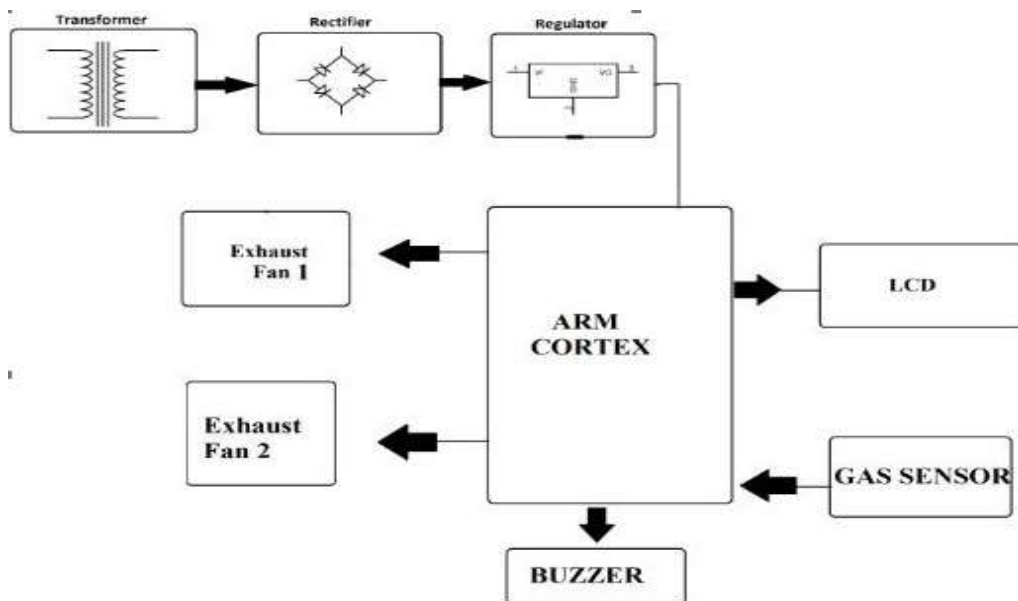 Transformer
Rectifier
Regulator
Exhaust
Fan 1
ARM
CORTEX
LCD
Exhaust
Fan 2
GAS SENSOR
BUZZER